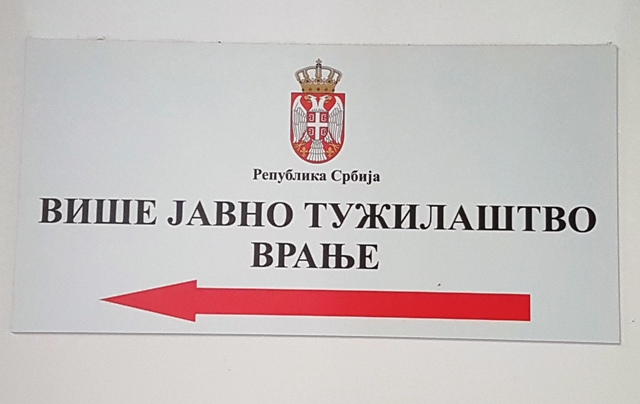 Република Србија
ВИШЕ ЈАВНО ТУЖИЛАШТВО
ВРАЊЕ